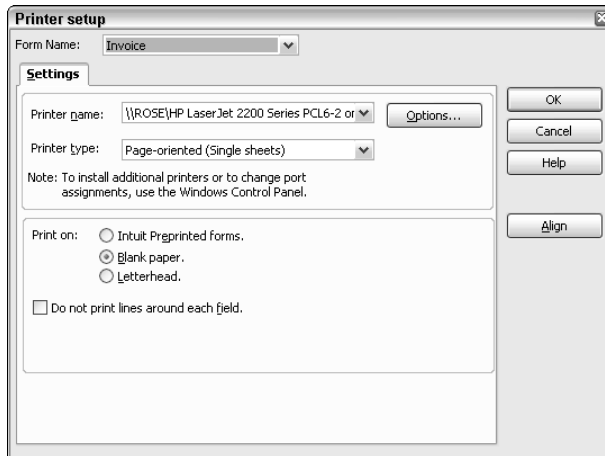 Printer setup
Form Name: Invoice
Settings
Printer name: \\ROSE\HP LaserJet 2200 Series PCL6-2 or
Options...
Printer type: Page-oriented (Single sheets)
Note: To install additional printers or to change port
assignments, use the Windows Control Panel.
Print on: Intuit Preprinted forms.
Blank paper.
Letterhead.
Do not print lines around each field.
OK
Cancel
Help
Align